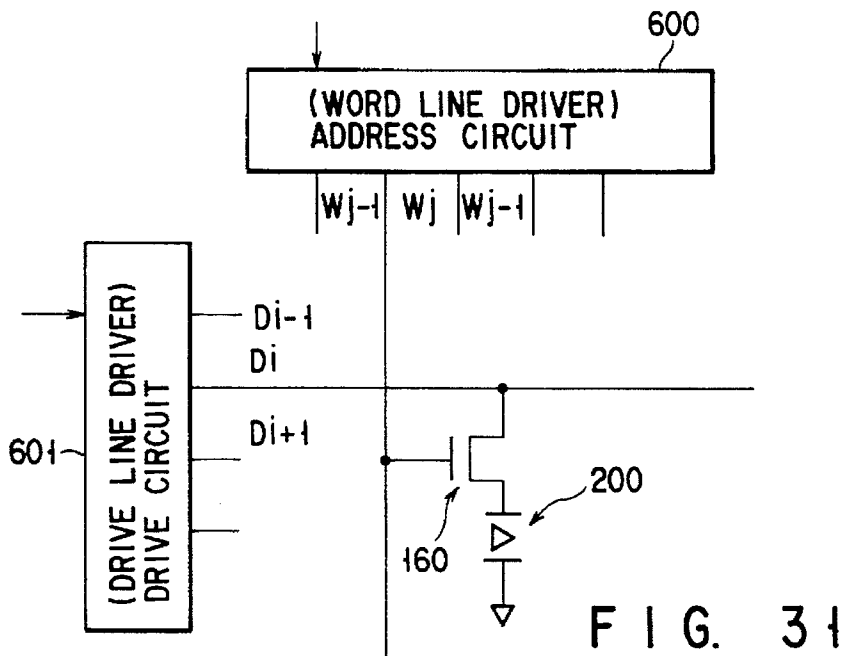 600
(WORD LINE DRIVER)
ADDRESS CIRCUIT
Wj-1 Wj Wj-1
(DRIVE LINE DRIVER)
DRIVE CIRCUIT
Di-1
Di
Di+1
601
200
160
FIG. 31